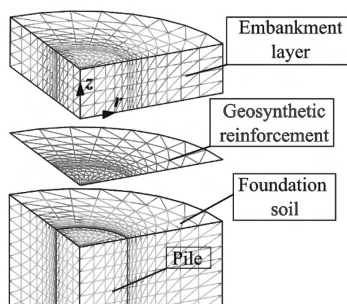 Embankment
layer
z
r
Geosynthetic
reinforcement
Foundation
soil
Pile